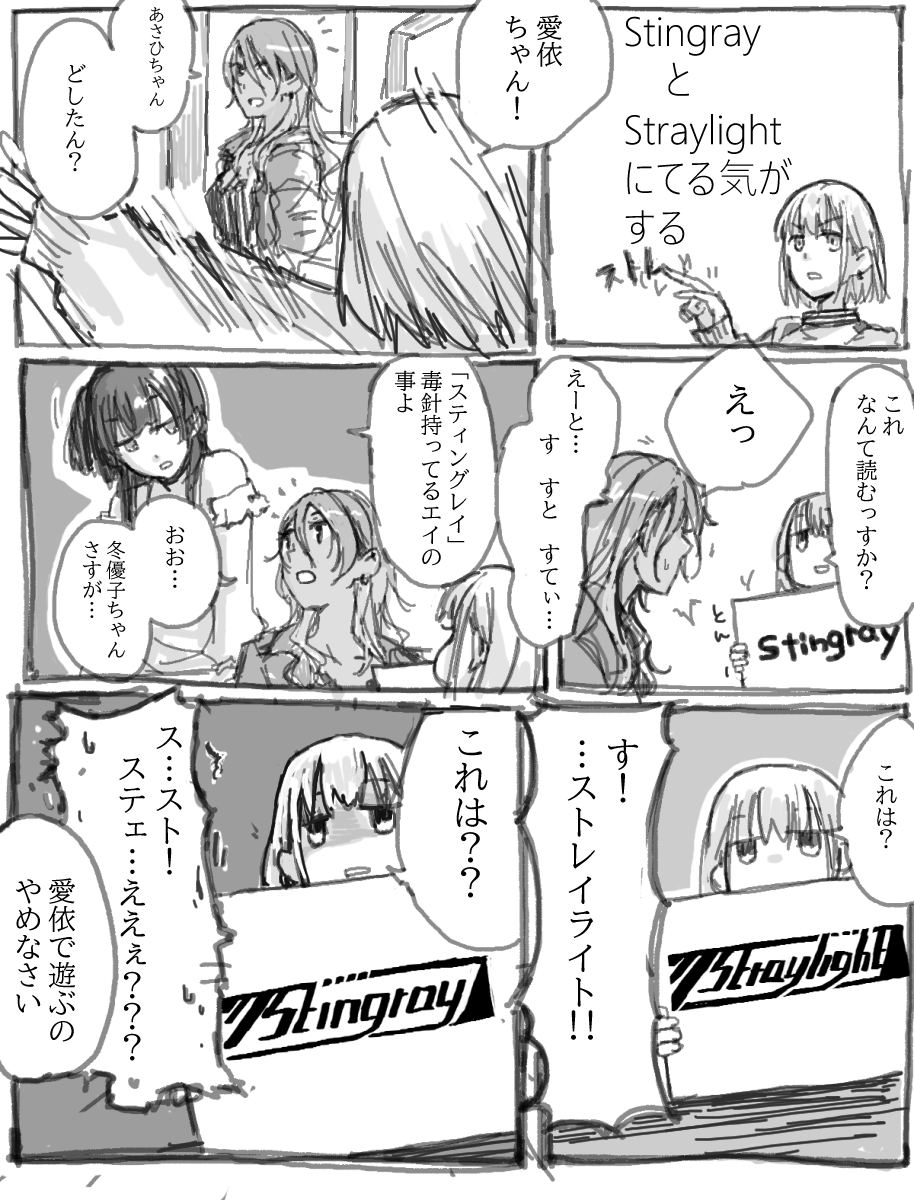 Stingray
と
Straylight
にてる気が
する
愛依
ちゃん！
あさひちゃん
どしたん？
これ
なんて読むっすか？
とん
Stingray
えっ
えーと…
す　すと　すてぃ…
「スティングレイ」
毒針持ってるエイの
事よ
おお…
冬優子ちゃん
さすが…
これは？
Straylight
す！
…ストレイライト！！
これは？？
Stingray
ス…スト！
ステェ…ええぇ？？？
愛依で遊ぶの
やめなさい